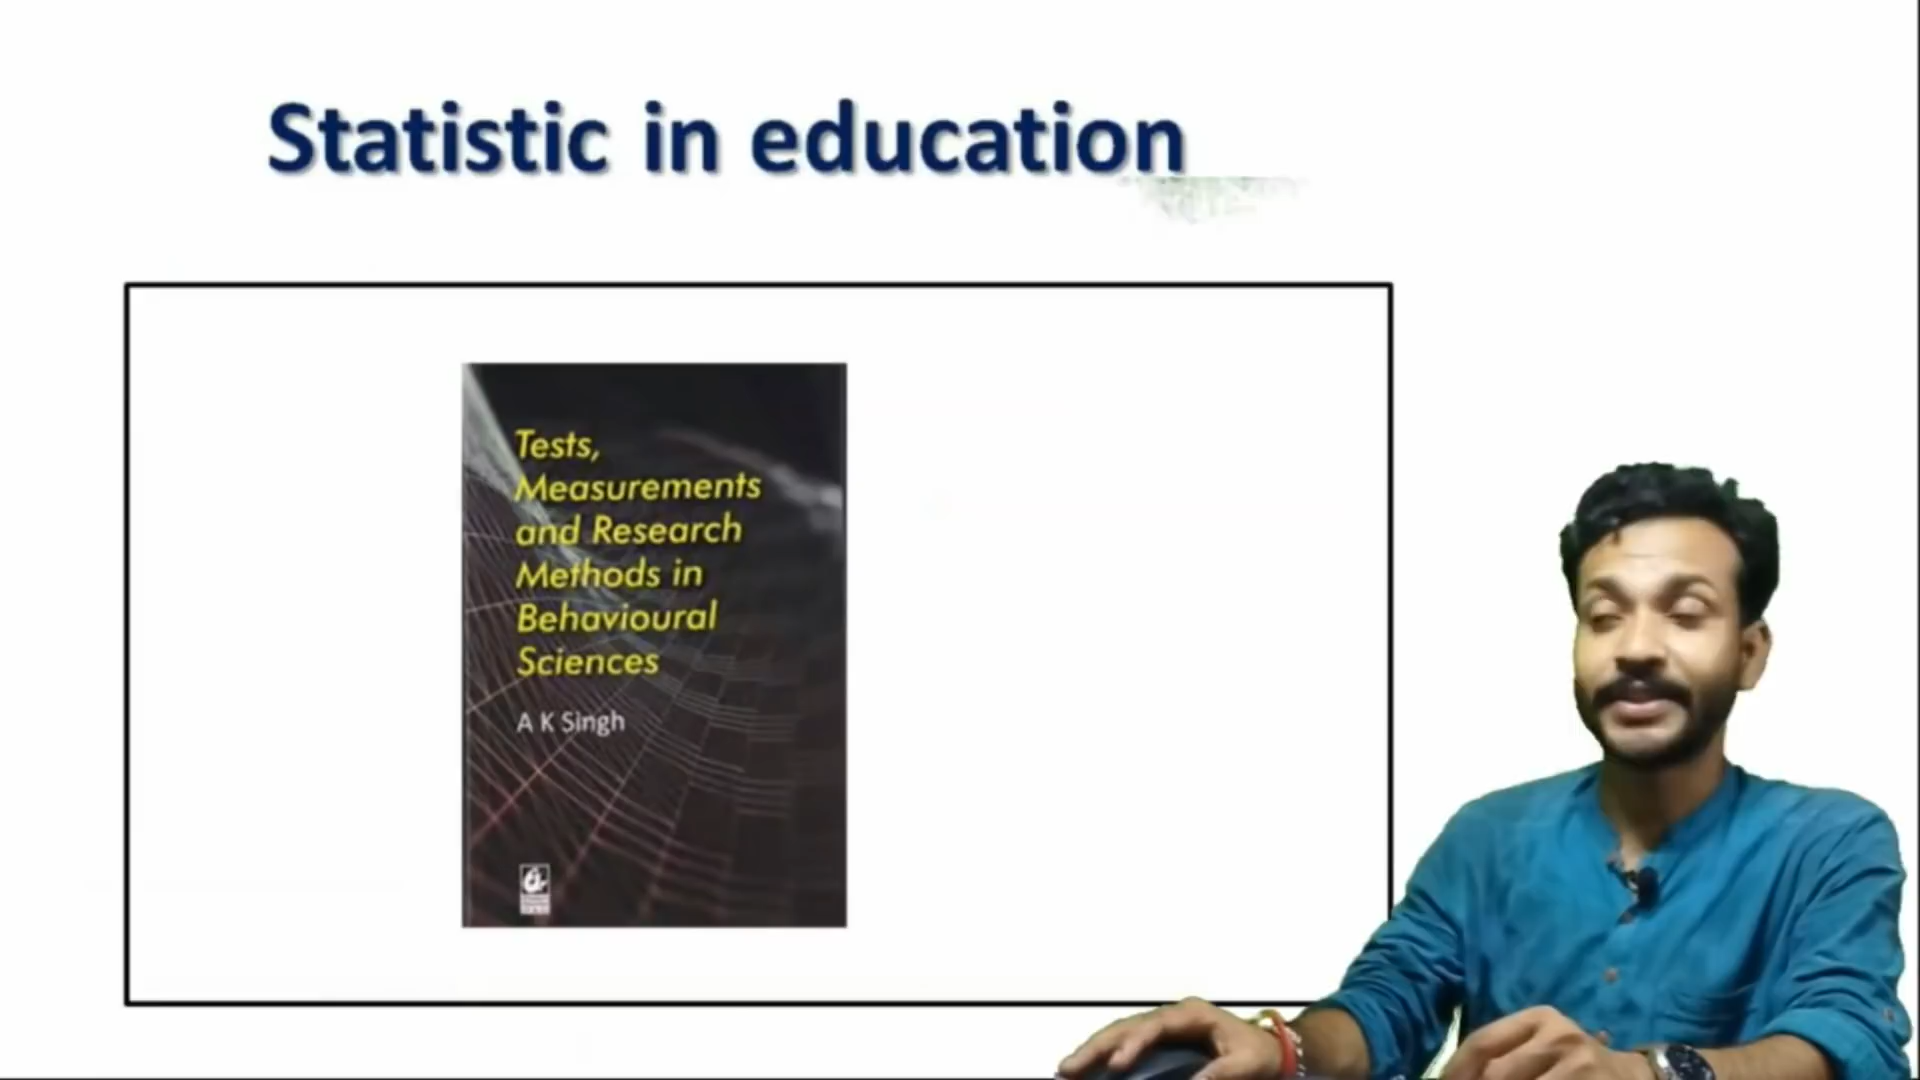 Statistic in education
Tests,
Measurements
and Research
Methods in
Behavioural
Sciences
A K Singh